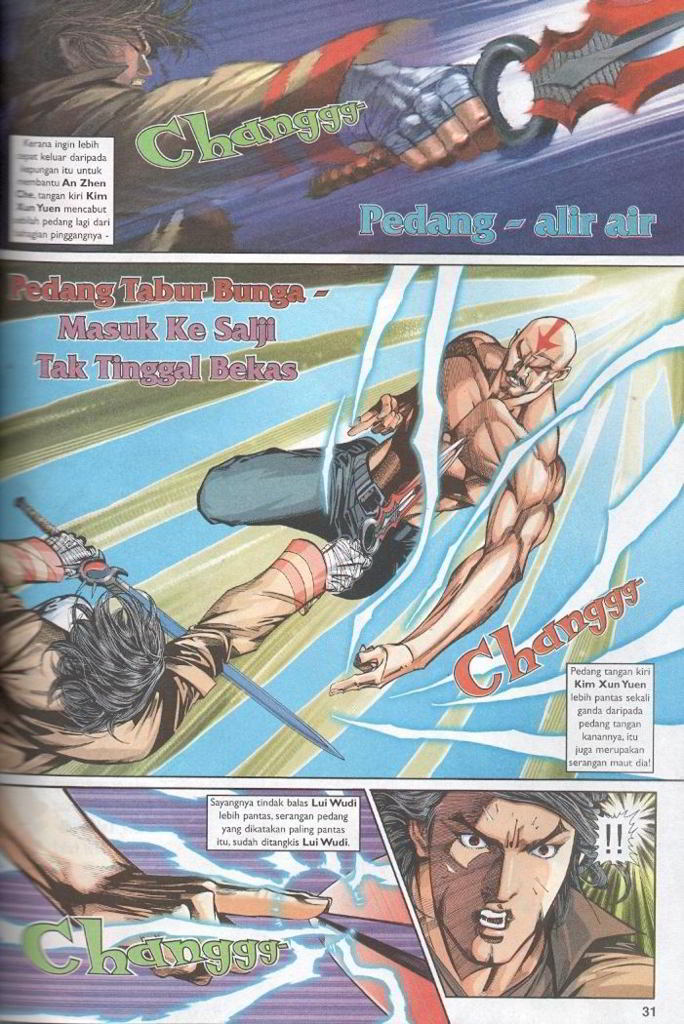 Kerana ingin lebih
cepat keluar daripada
kepungan itu untuk
membantu An Zhen
Che, tangan kiri Kim
Xun Yuen mencabut
sebilah pedang lagi dari
bahagian pinggangnya -
Changgg-
Pedang - alir air
Pedang Tabur Bunga -
Masuk Ke Salji
Tak Tinggal Bekas
Changgg-
Pedang tangan kiri
Kim Xun Yuen
lebih pantas sekali
ganda daripada
pedang tangan
kanannya, itu
juga merupakan
serangan maut dia!
Sayangnya tindak balas Lui Wudi
lebih pantas, serangan pedang
yang dikatakan paling pantas
itu, sudah ditangkis Lui Wudi.
!!
Changgg-
31